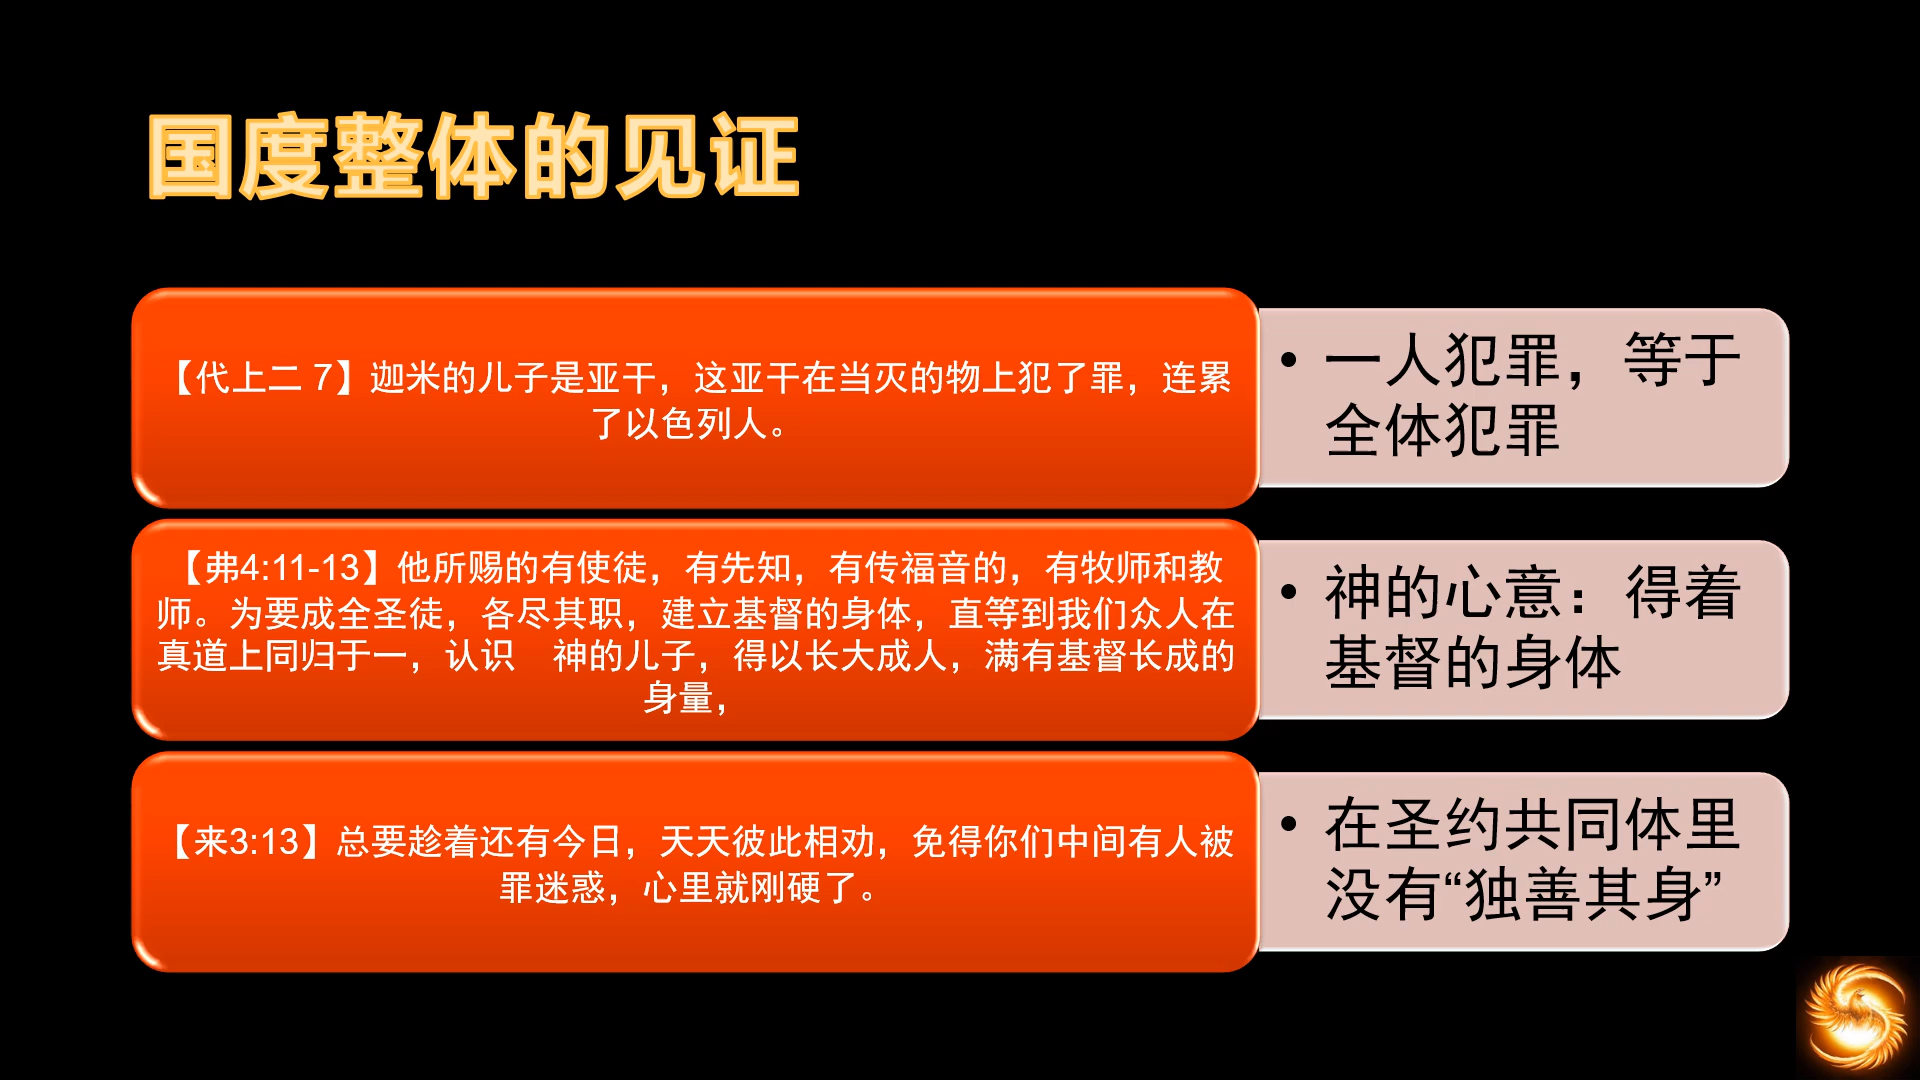 国度整体的见证
【代上二 7】迦米的儿子是亚干，这亚干在当灭的物上犯了罪，连累
了以色列人。
• 一人犯罪，等于
全体犯罪
【弗4:11-13】他所赐的有使徒，有先知，有传福音的，有牧师和教
师。为要成全圣徒，各尽其职，建立基督的身体，直等到我们众人在
真道上同归于一，认识　神的儿子，得以长大成人，满有基督长成的
身量，
• 神的心意：得着
基督的身体
【来3:13】总要趁着还有今日，天天彼此相劝，免得你们中间有人被
罪迷惑，心里就刚硬了。
• 在圣约共同体里
没有“独善其身”